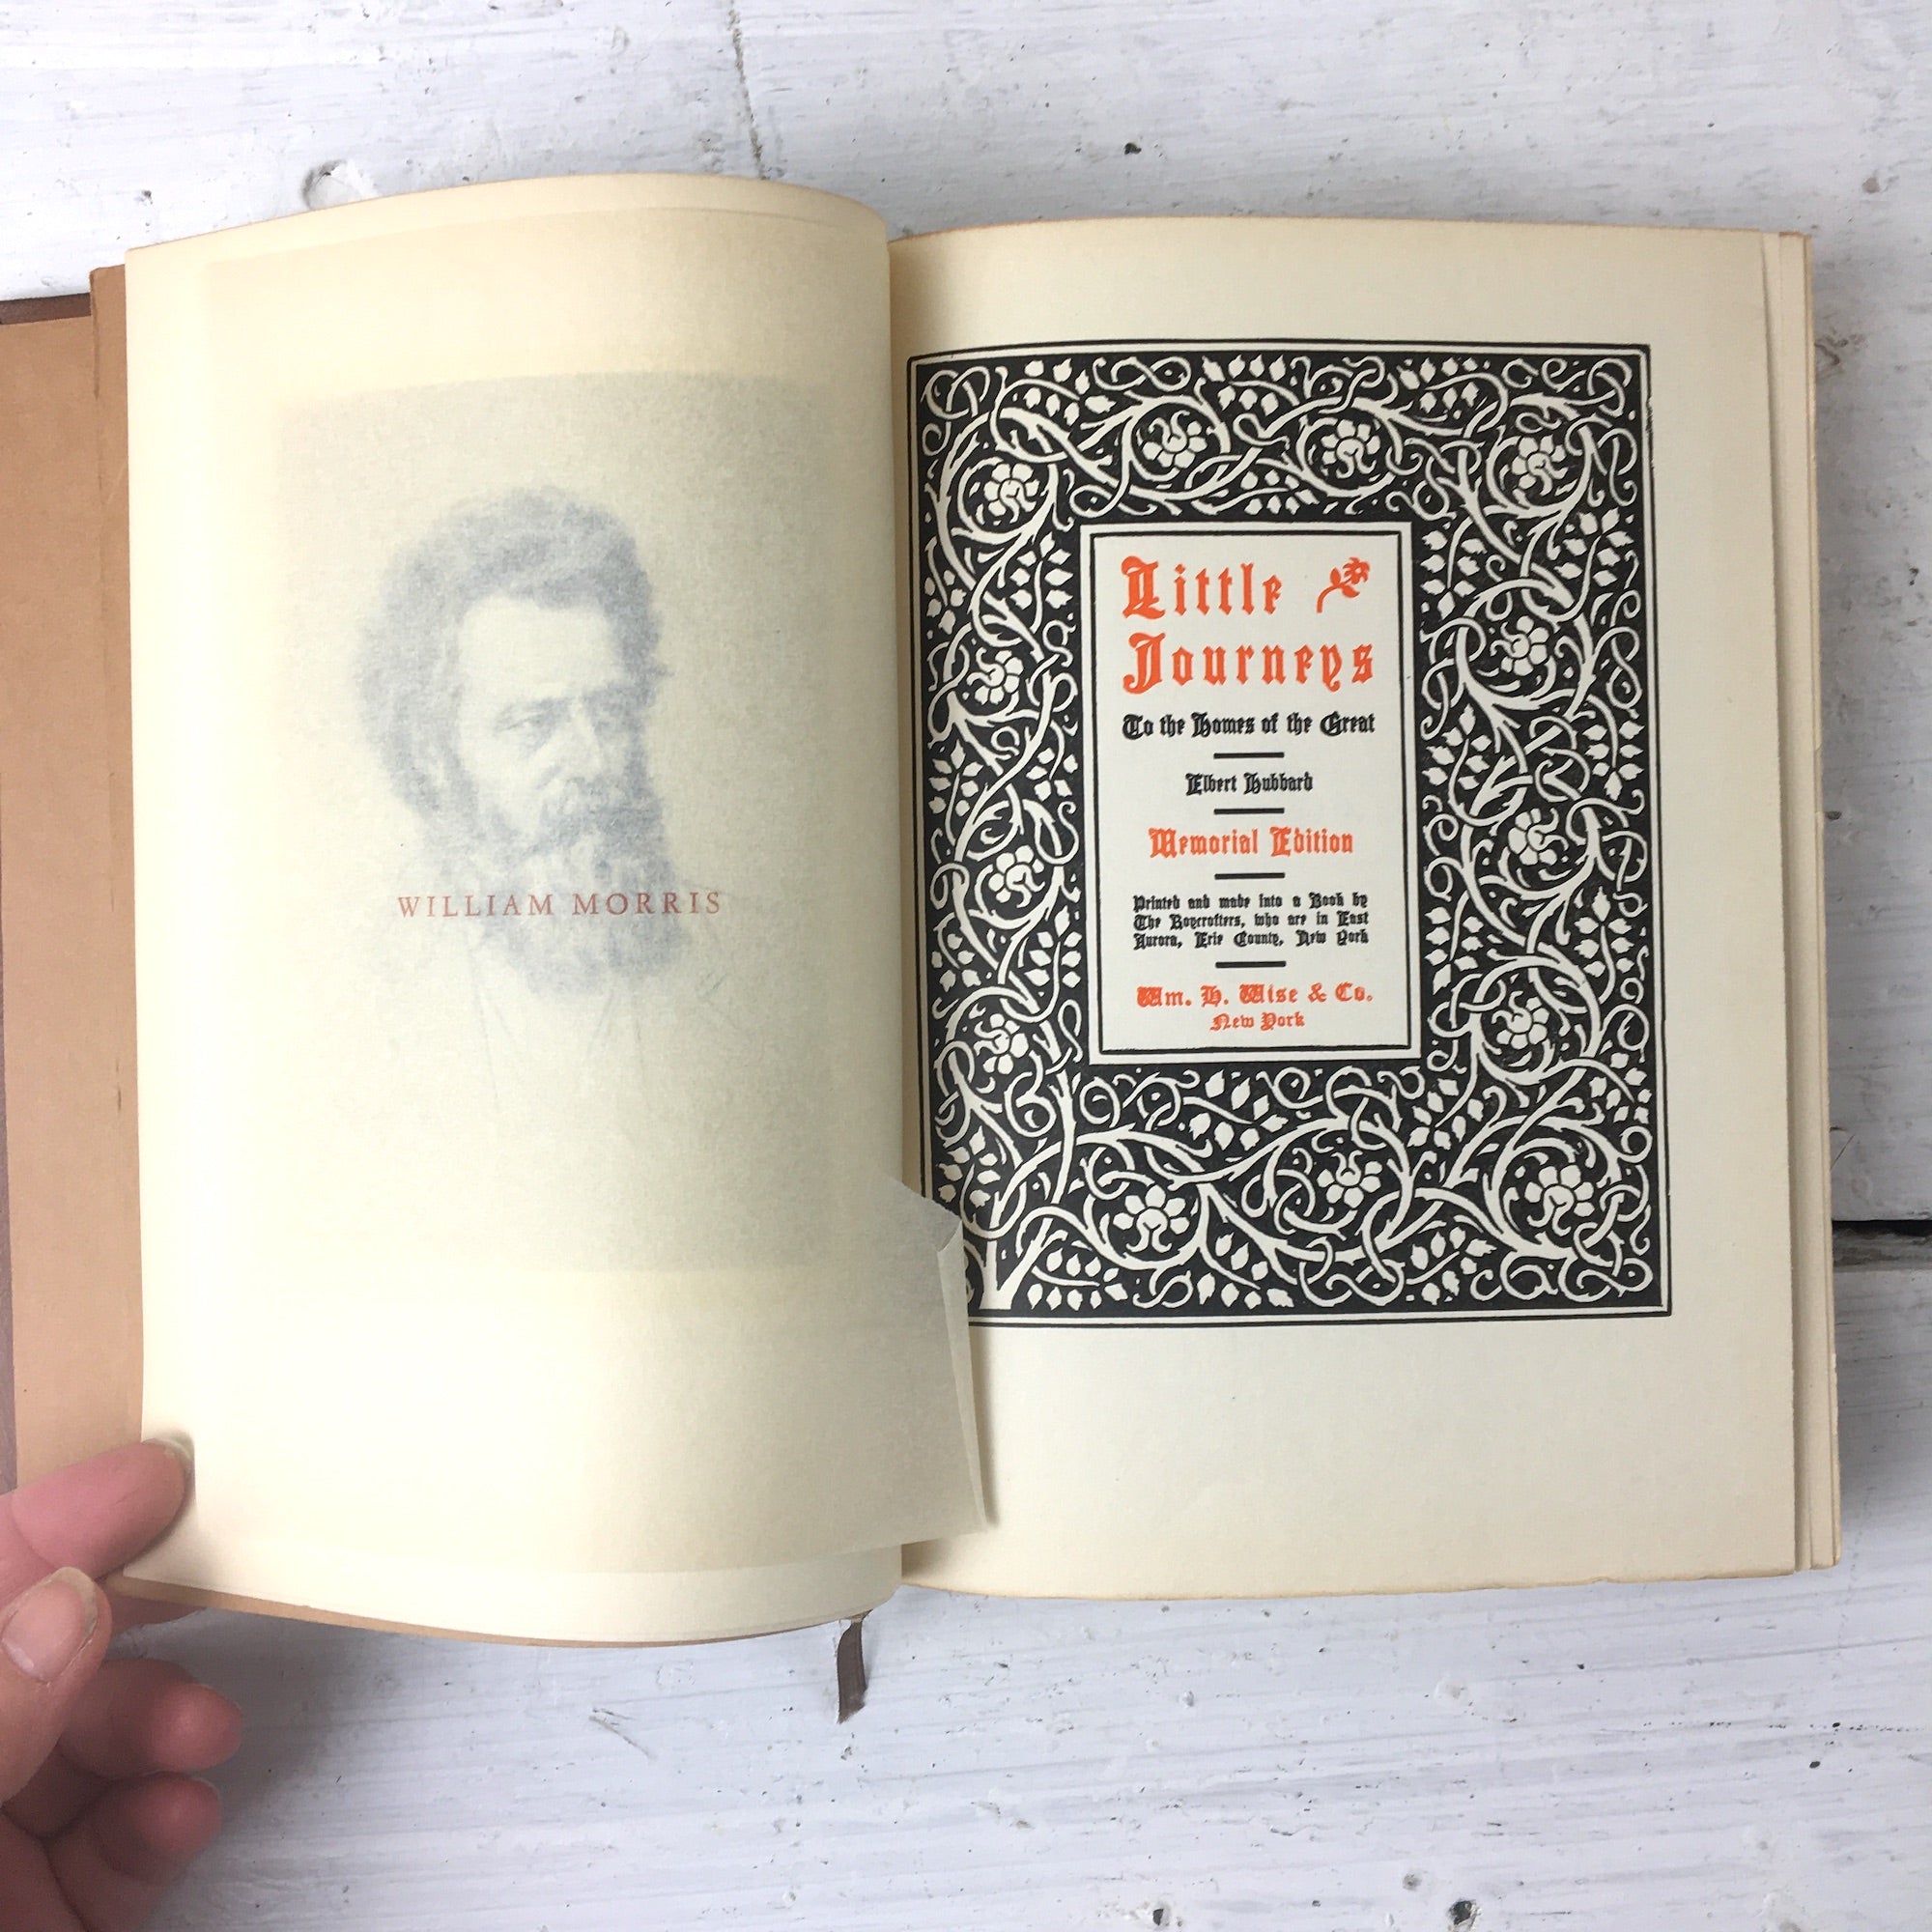 WILLIAM MORRIS
Little
Journeys
To the Homes of the Great
Elbert Hubbard
Memorial Edition
Printed and made into a Book by
The Roycrofters, who are in East
Aurora, Erie County, New York
Wm. H. Wise & Co.
New York